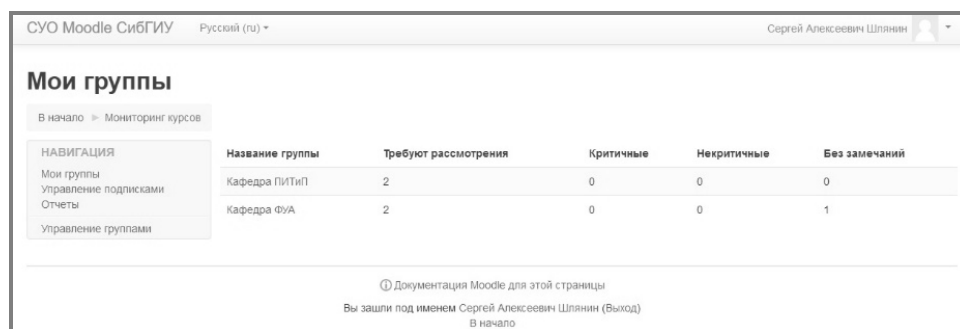 СУО Moodle СибГИУ Русский (ru) Сергей Алексеевич Шлянин
Мои группы
В начало ► Мониторинг курсов
НАВИГАЦИЯ
Мои группы
Управление подписками
Отчеты
Управление группами
Название группы Требуют рассмотрения Критичные Некритичные Без замечаний
Кафедра ПИТиП 2 0 0 0
Кафедра ФУА 2 0 0 1
Документация Moodle для этой страницы
Вы зашли под именем Сергей Алексеевич Шлянин (Выход)
В начало